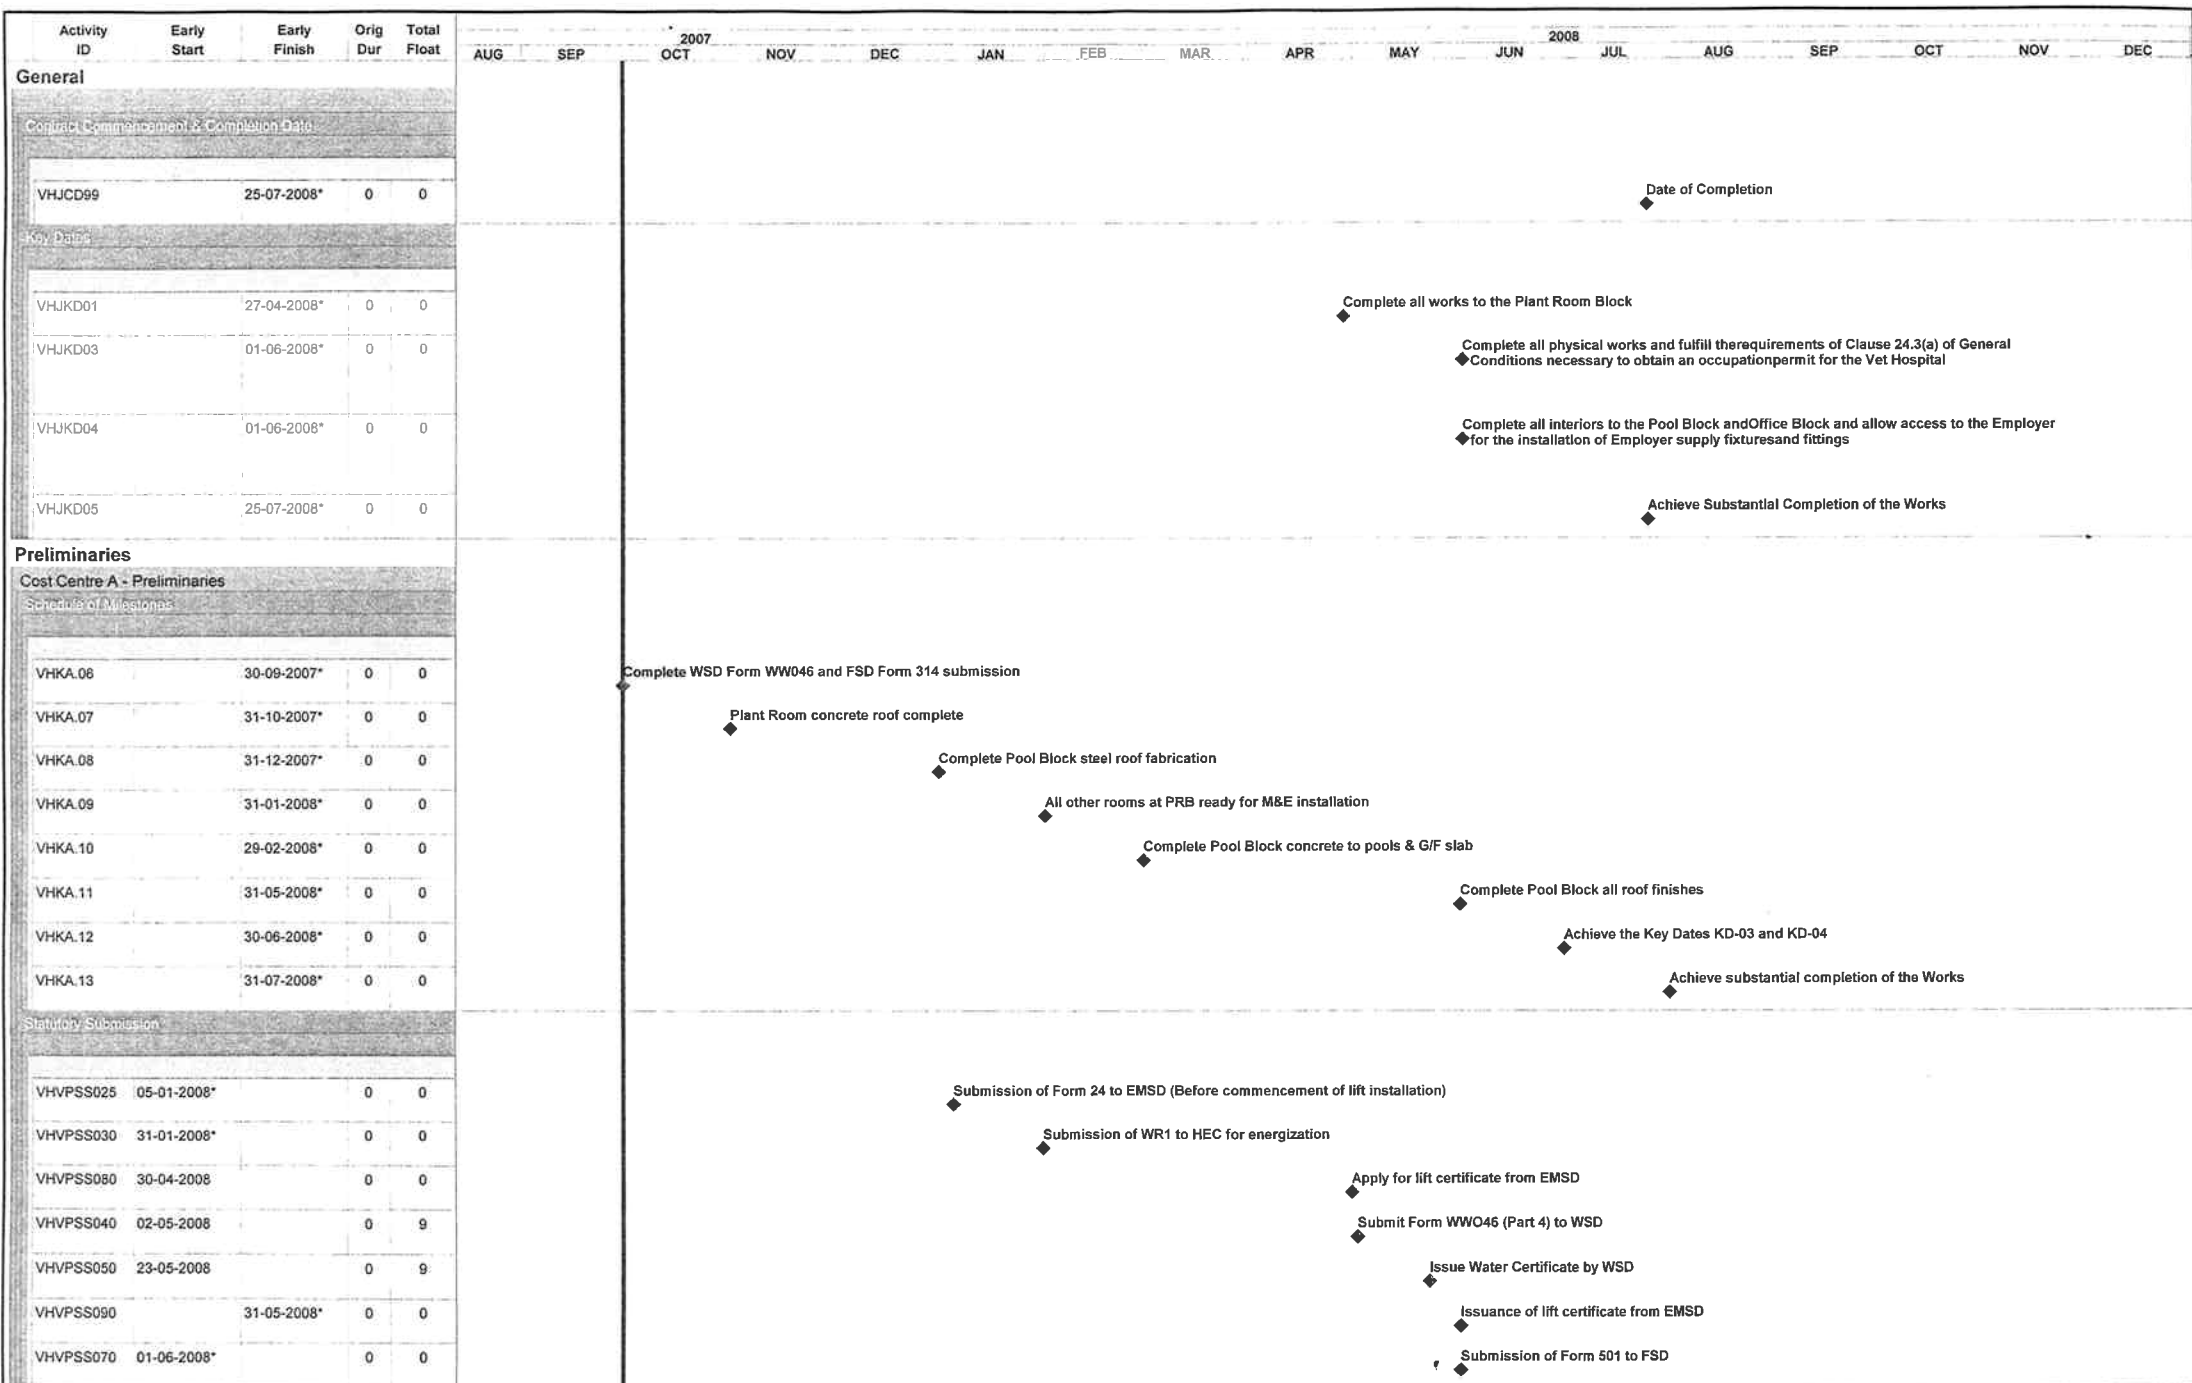 Activity ID Early Start Early Finish Orig Dur Total Float
2007 2008
AUG SEP OCT NOV DEC JAN FEB MAR APR MAY JUN JUL AUG SEP OCT NOV DEC
General
Contract Commencement & Completion Date
VHJCD99 25-07-2008* 0 0 Date of Completion
Key Dates
VHJKD01 27-04-2008* 0 0 Complete all works to the Plant Room Block
VHJKD03 01-06-2008* 0 0 Complete all physical works and fulfill therequirements of Clause 24.3(a) of General
Conditions necessary to obtain an occupationpermit for the Vet Hospital
VHJKD04 01-06-2008* 0 0 Complete all interiors to the Pool Block andOffice Block and allow access to the Employer
for the installation of Employer supply fixturesand fittings
VHJKD05 25-07-2008* 0 0 Achieve Substantial Completion of the Works
Preliminaries
Cost Centre A - Preliminaries
Schedule of Milestones
VHKA.06 30-09-2007* 0 0 Complete WSD Form WW046 and FSD Form 314 submission
VHKA.07 31-10-2007* 0 0 Plant Room concrete roof complete
VHKA.08 31-12-2007* 0 0 Complete Pool Block steel roof fabrication
VHKA.09 31-01-2008* 0 0 All other rooms at PRB ready for M&E installation
VHKA.10 29-02-2008* 0 0 Complete Pool Block concrete to pools & G/F slab
VHKA.11 31-05-2008* 0 0 Complete Pool Block all roof finishes
VHKA.12 30-06-2008* 0 0 Achieve the Key Dates KD-03 and KD-04
VHKA.13 31-07-2008* 0 0 Achieve substantial completion of the Works
Statutory Submission
VHVPSS025 05-01-2008* 0 0 Submission of Form 24 to EMSD (Before commencement of lift installation)
VHVPSS030 31-01-2008* 0 0 Submission of WR1 to HEC for energization
VHVPSS080 30-04-2008 0 0 Apply for lift certificate from EMSD
VHVPSS040 02-05-2008 0 9 Submit Form WWO46 (Part 4) to WSD
VHVPSS050 23-05-2008 0 9 Issue Water Certificate by WSD
VHVPSS090 31-05-2008* 0 0 Issuance of lift certificate from EMSD
VHVPSS070 01-06-2008* 0 0 Submission of Form 501 to FSD